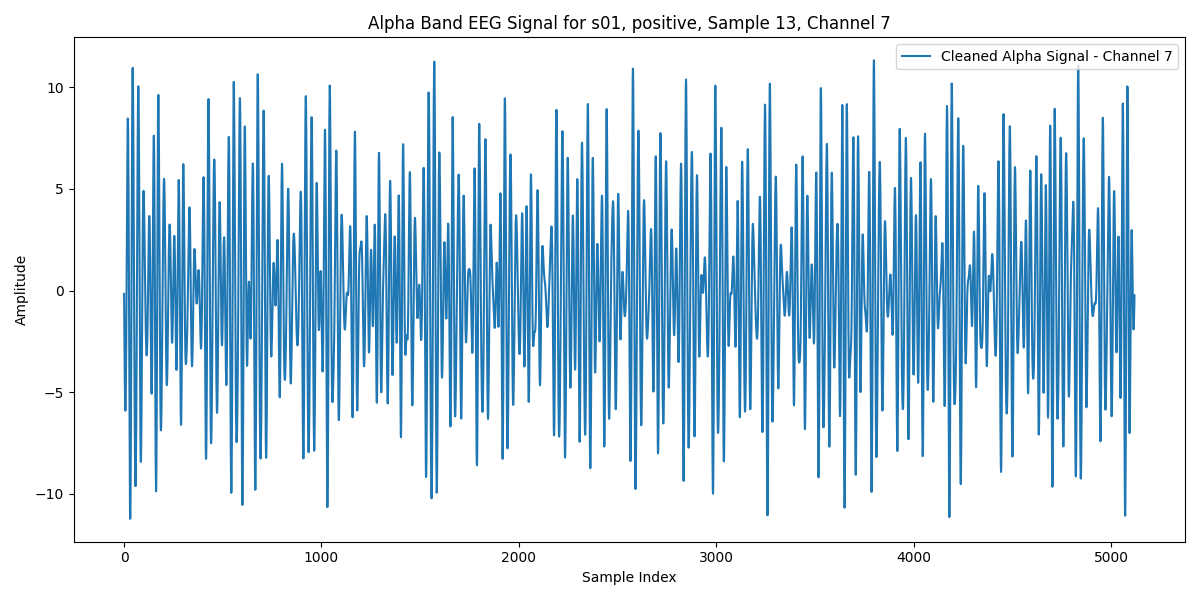 Alpha Band EEG Signal for s01, positive, Sample 13, Channel 7
Cleaned Alpha Signal - Channel 7
Amplitude
10
5
0
−5
−10
0 1000 2000 3000 4000 5000
Sample Index